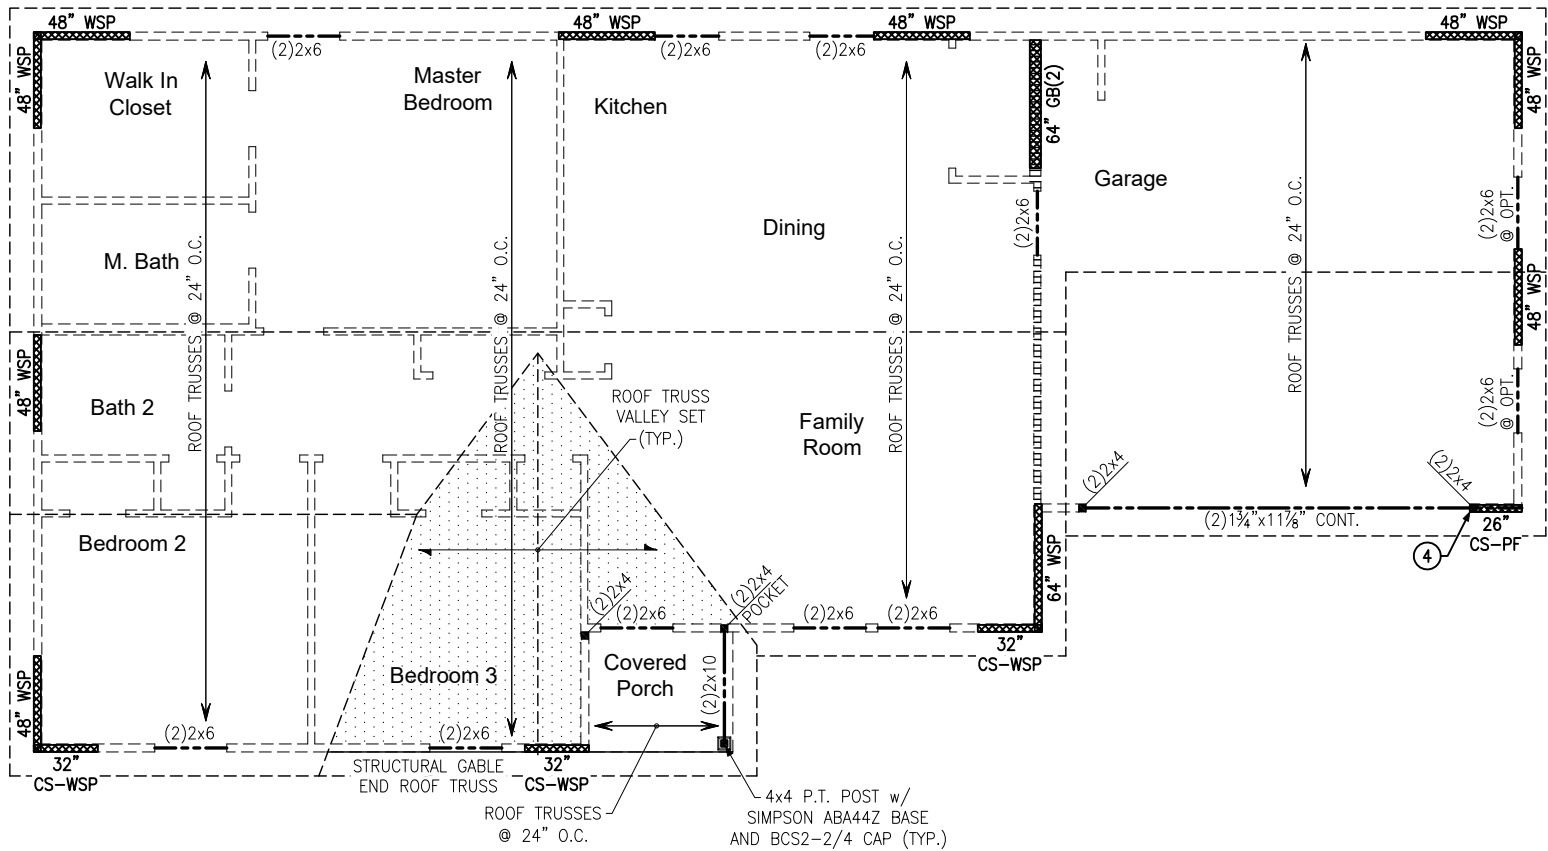 48" WSP
48" WSP
48" WSP
48" WSP
(2)2x6
(2)2x6
(2)2x6
48" WSP
Walk In
Closet
Master
Bedroom
Kitchen
64" GB(2)
48" WSP
Garage
ROOF TRUSSES @ 24" O.C.
ROOF TRUSSES @ 24" O.C.
ROOF TRUSSES @ 24" O.C.
ROOF TRUSSES @ 24" O.C.
M. Bath
Dining
(2)2x6
(2)2x6
@ OPT.
48" WSP
48" WSP
Bath 2
ROOF TRUSS
VALLEY SET
(TYP.)
Family
Room
(2)2x6
@ OPT.
(2)2x4
(2)2x4
(2)1¾"x11⅞" CONT.
26"
CS-PF
4
Bedroom 2
64" WSP
(2)2x4
(2)2x4
POCKET
(2)2x6
(2)2x6
(2)2x6
32"
CS-WSP
48" WSP
Bedroom 3
Covered
Porch
(2)2x10
(2)2x6
(2)2x6
32"
CS-WSP
STRUCTURAL GABLE
END ROOF TRUSS
32"
CS-WSP
ROOF TRUSSES
@ 24" O.C.
4x4 P.T. POST w/
SIMPSON ABA44Z BASE
AND BCS2-2/4 CAP (TYP.)